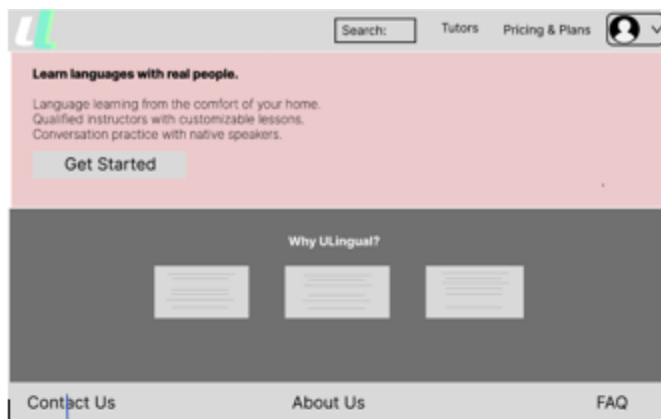 Search:
Tutors
Pricing & Plans
Learn languages with real people.
Language learning from the comfort of your home.
Qualified instructors with customizable lessons.
Conversation practice with native speakers.
Get Started
Why ULingual?
Contact Us
About Us
FAQ